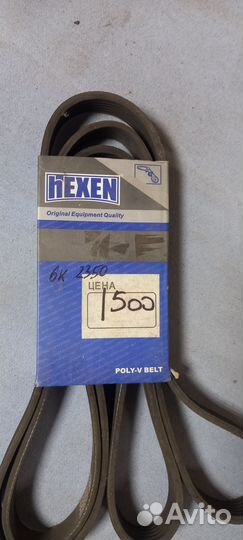 HEXEN
Original Equipment Quality
6K 2350
ЦЕНА
1500
POLY-V BELT
Avito